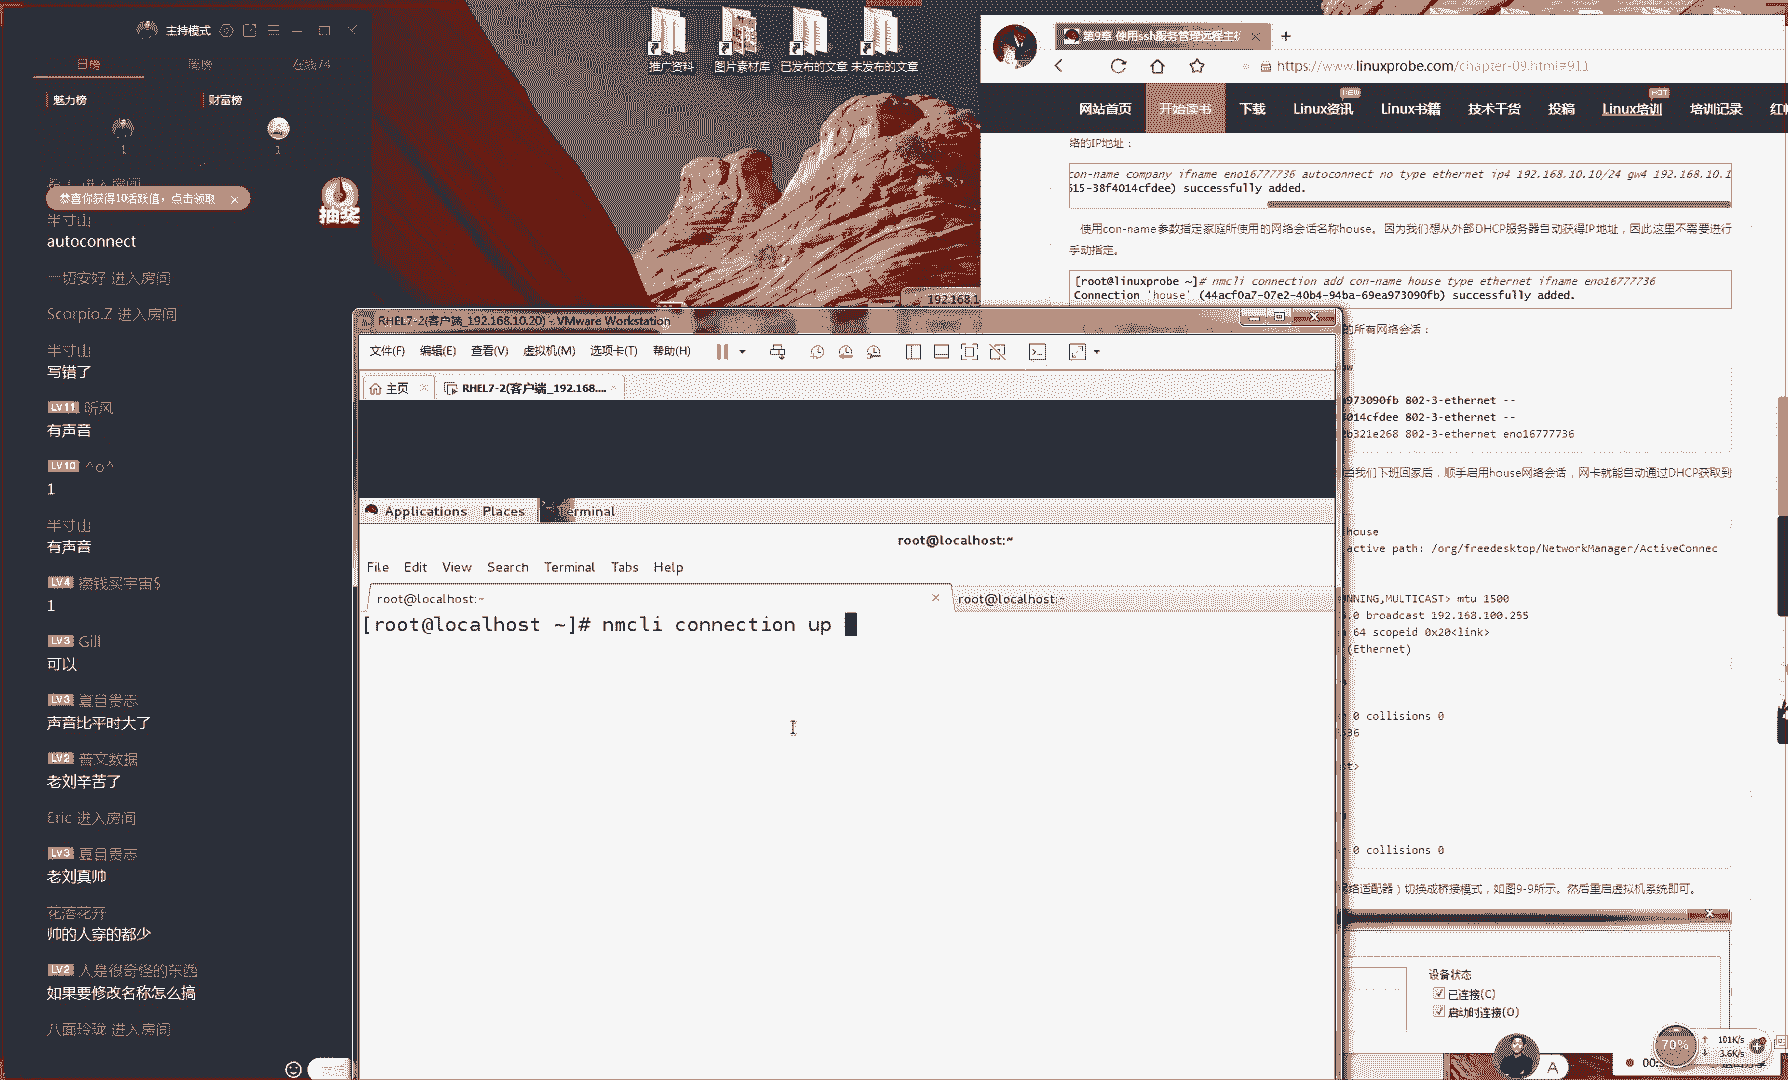 主持模式
日榜
周榜
在线74
魅力榜
财富榜
1
1
恭喜你获得10活跃值，点击领取
抽奖
半寸山
autoconnect
一切安好 进入房间
Scorpio.Z 进入房间
半寸山
写错了
LV11 听风
有声音
LV10 ^o^
1
半寸山
有声音
LV4 攒钱买宇宙$
1
LV3 Gill
可以
LV3 夏目贵志
声音比平时大了
LV2 普文数据
老刘辛苦了
Eric 进入房间
LV3 夏目贵志
老刘真帅
花落花开
帅的人穿的都少
LV2 人是很奇怪的东西
如果要修改名称怎么搞
八面玲珑 进入房间
推广资料
图片素材库
已发布的文章
未发布的文章
192.168.1
第9章 使用ssh服务管理远程主机
https://www.linuxprobe.com/chapter-09.html#911
网站首页
开始读书
下载
Linux资讯
NEW
Linux书籍
技术干货
投稿
Linux培训
HOT
培训记录
络的IP地址：
con-name company ifname eno16777736 autoconnect no type ethernet ip4 192.168.10.10/24 gw4 192.168.10.1
515-38f4014cfdee) successfully added.
使用con-name参数指定家庭所使用的网络会话名称house。因为我们想从外部DHCP服务器自动获得IP地址，因此这里不需要进行
手动指定。
[root@linuxprobe ~]# nmcli connection add con-name house type ethernet ifname eno16777736
Connection 'house' (44acf0a7-07e2-40b4-94ba-69ea973090fb) successfully added.
的所有网络会话：
a973090fb 802-3-ethernet --
4014cfdee 802-3-ethernet --
2b321e268 802-3-ethernet eno16777736
当我们下班回家后，顺手启用house网络会话，网卡就能自动通过DHCP获取到
house
active path: /org/freedesktop/NetworkManager/ActiveConnec
NNING,MULTICAST> mtu 1500
5.0 broadcast 192.168.100.255
64 scopeid 0x20<link>
(Ethernet)
0 collisions 0
0 collisions 0
络适配器）切换成桥接模式，如图9-9所示。然后重启虚拟机系统即可。
设备状态
已连接(C)
启动时连接(O)
70%
101K/s
3.6K/s
A
RHEL7-2(客户端_192.168.10.20) - VMware Workstation
文件(F)
编辑(E)
查看(V)
虚拟机(M)
选项卡(T)
帮助(H)
主页
RHEL7-2(客户端_192.168....
Applications Places Terminal
root@localhost:~
File Edit View Search Terminal Tabs Help
root@localhost:~
root@localhost:~
[root@localhost ~]# nmcli connection up